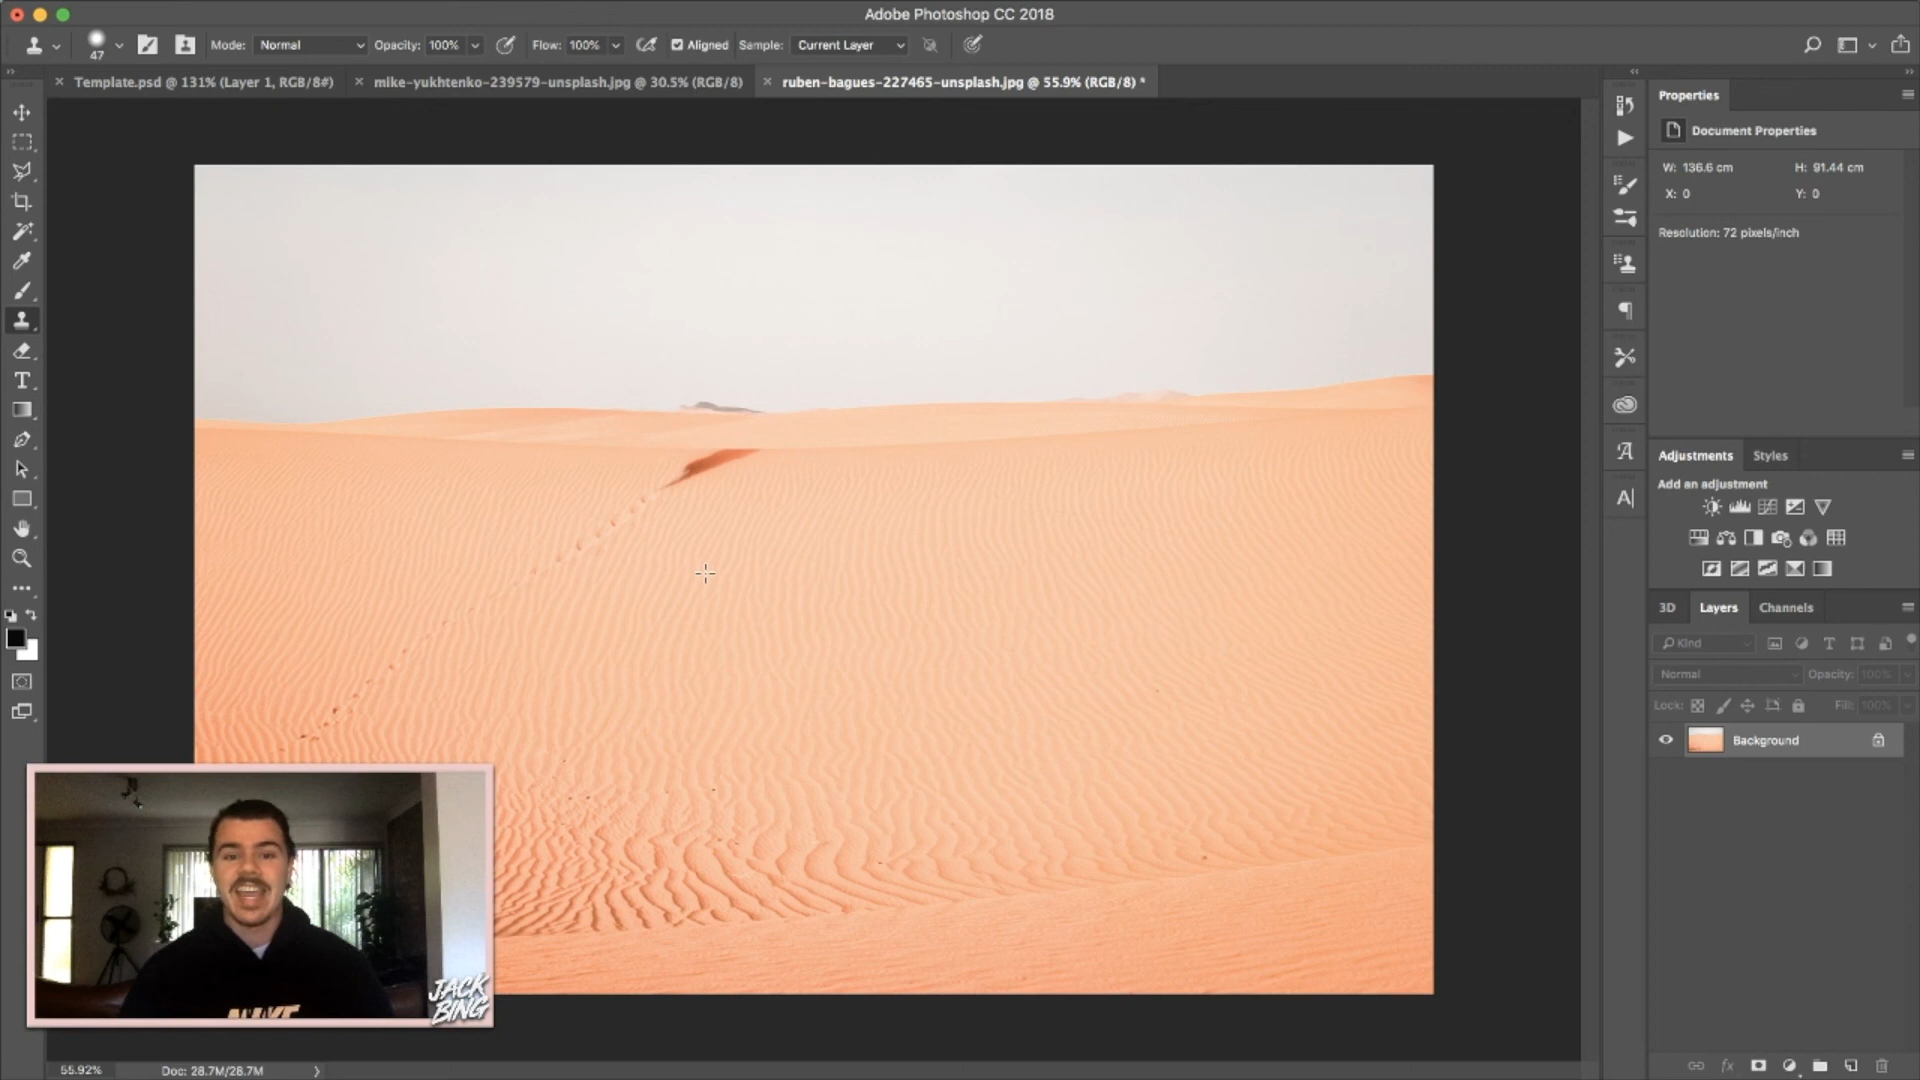 Adobe Photoshop CC 2018
47
Mode: Normal
Opacity: 100%
Flow: 100%
Aligned
Sample: Current Layer
Template.psd @ 131% (Layer 1, RGB/8#)
mike-yukhtenko-239579-unsplash.jpg @ 30.5% (RGB/8)
ruben-bagues-227465-unsplash.jpg @ 55.9% (RGB/8) *
Properties
Document Properties
W: 136.6 cm
H: 91.44 cm
X: 0
Y: 0
Resolution: 72 pixels/inch
Adjustments
Styles
Add an adjustment
3D
Layers
Channels
Kind
Normal
Opacity: 100%
Lock:
Fill: 100%
Background
JACK
BING
55.92%
Doc: 28.7M/28.7M